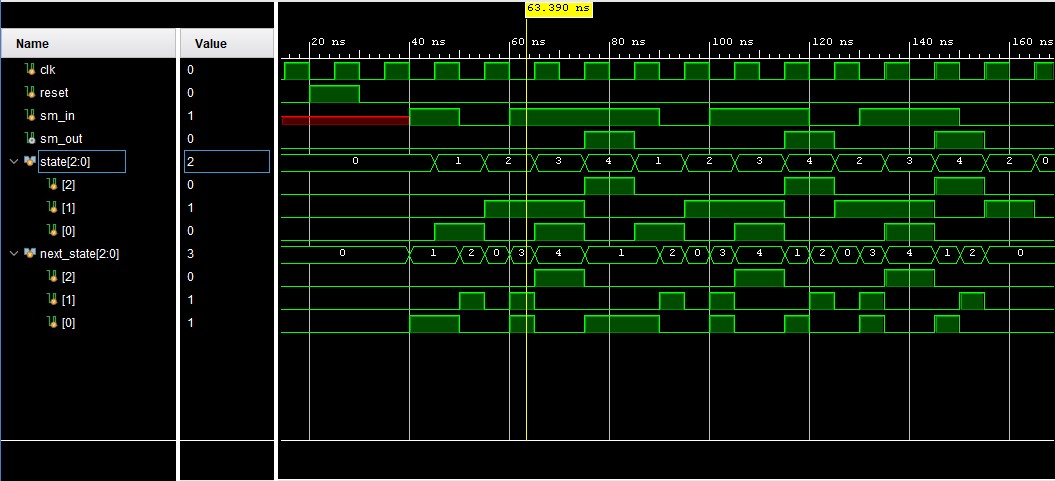 63.390 ns
Name Value 20 ns 40 ns 60 ns 80 ns 100 ns 120 ns 140 ns 160 ns
clk 0
reset 0
sm_in 1
sm_out 0
state[2:0] 2 0 1 2 3 4 1 2 3 4 2 3 4 2 0
[2] 0
[1] 1
[0] 0
next_state[2:0] 3 0 1 2 0 3 4 1 2 0 3 4 1 2 0 3 4 1 2 0
[2] 0
[1] 1
[0] 1